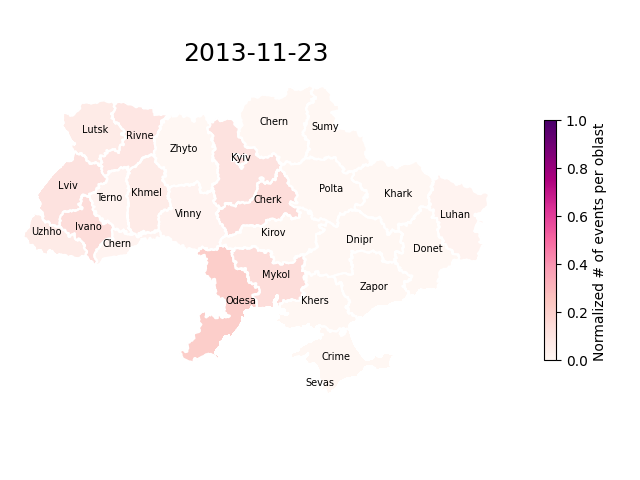 2013-11-23
Chern
Sumy
Lutsk
Rivne
Zhyto
Kyiv
Lviv
Terno
Khmel
Cherk
Polta
Khark
Vinny
Luhan
Uzhho
Ivano
Chern
Kirov
Dnipr
Donet
Mykol
Zapor
Odesa
Khers
Crime
Sevas
1.0
0.8
0.6
0.4
0.2
0.0
Normalized # of events per oblast